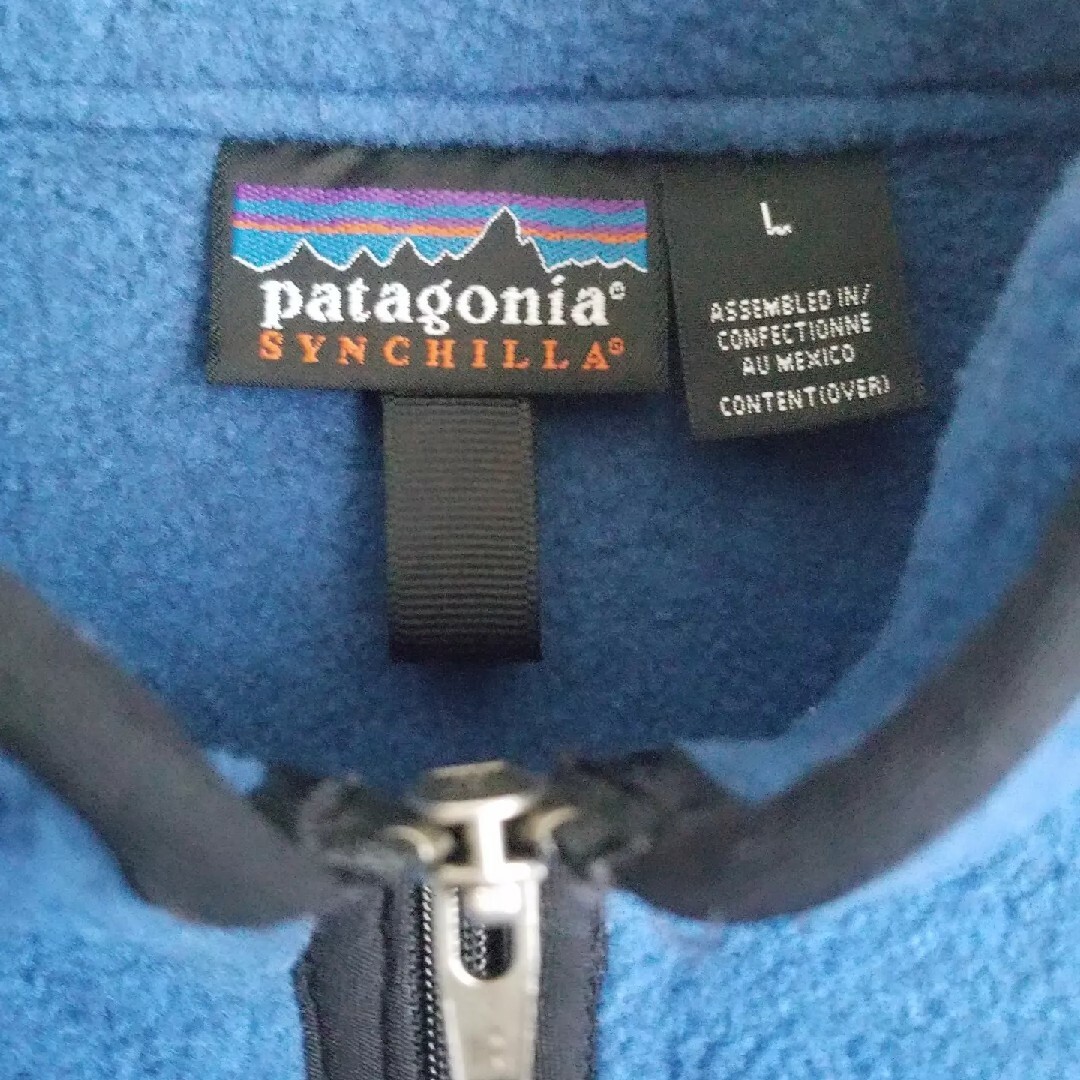 patagonia®
SYNCHILLA®
L
ASSEMBLED IN/
CONFECTIONNE
AU MEXICO
CONTENT(OVER)